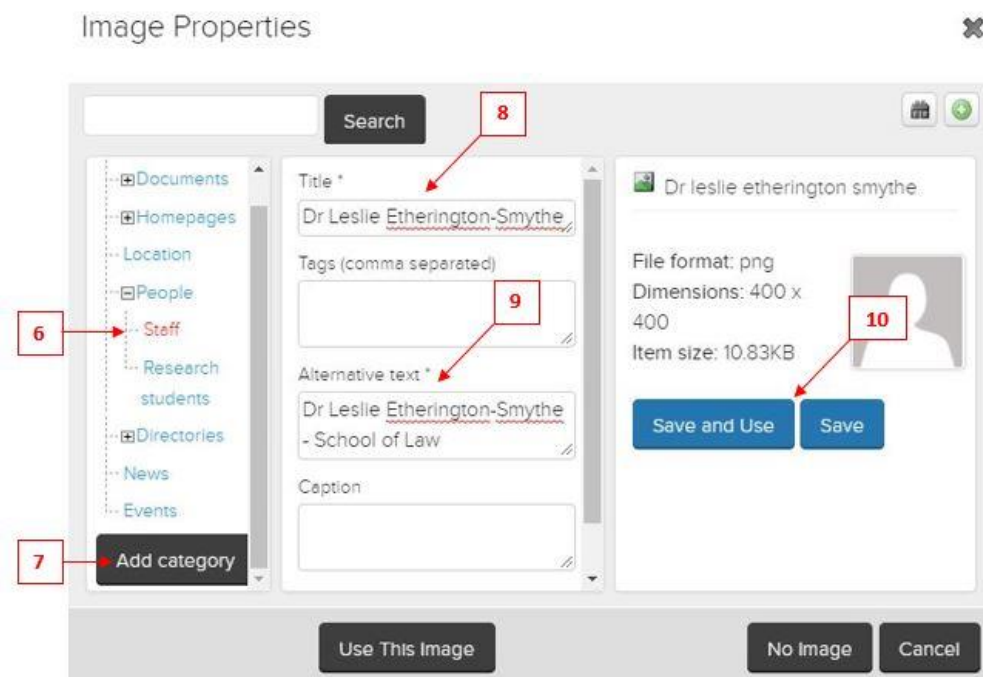 Image Properties
Search
8
Documents
Homepages
Location
People
6
Staff
Research
students
Directories
News
Events
7
Add category
Title *
Dr Leslie Etherington-Smythe
Tags (comma separated)
9
Alternative text *
Dr Leslie Etherington-Smythe
- School of Law
Caption
Dr leslie etherington smythe
File format: png
Dimensions: 400 x
400
Item size: 10.83KB
10
Save and Use
Save
Use This Image
No Image
Cancel